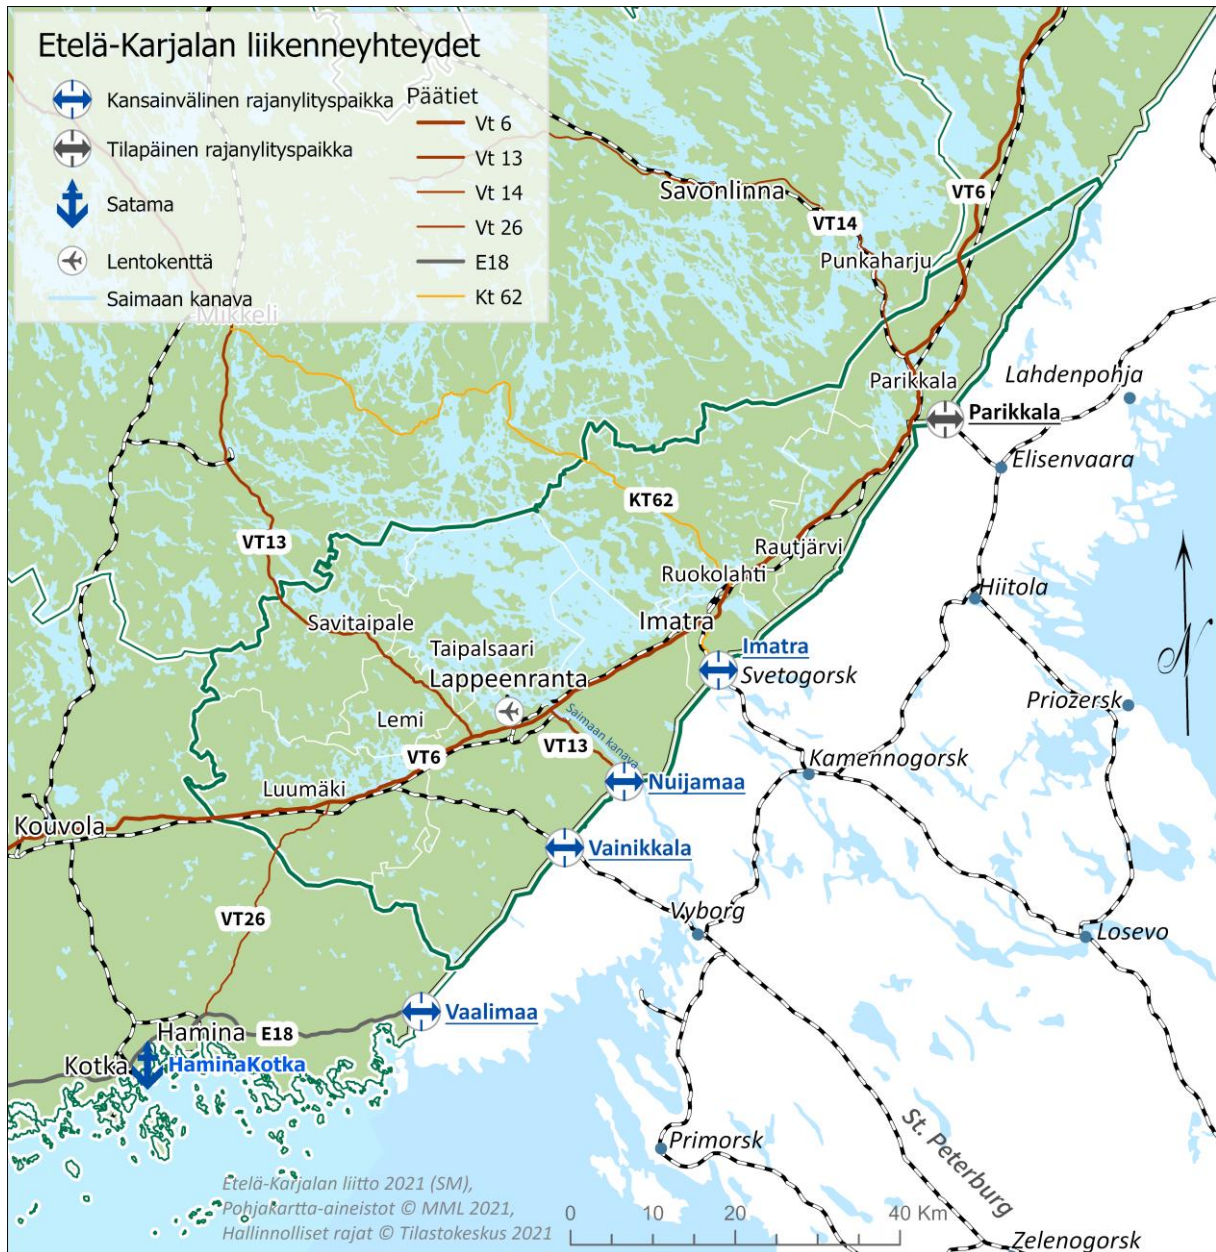 Etelä-Karjalan liikenneyhteydet
Kansainvälinen rajanylityspaikka
Tilapäinen rajanylityspaikka
Satama
Lentokenttä
Saimaan kanava
Päätiet
Vt 6
Vt 13
Vt 14
Vt 26
E18
Kt 62
Mikkeli
Savonlinna
VT6
VT14
Punkaharju
Parikkala
Lahdenpohja
Parikkala
Elisenvaara
KT62
VT13
Rautjärvi
Ruokolahti
Hiitola
Savitaipale
Imatra
Taipalsaari
Imatra
Lappeenranta
Svetogorsk
Priozersk
N
Lemi
Saimaan kanava
VT6
VT13
Kamennogorsk
Nuijamaa
Luumäki
Kouvola
Vainikkala
VT26
Vyborg
Losevo
Vaalimaa
Hamina
E18
Kotka
HaminaKotka
St. Peterburg
Primorsk
Etelä-Karjalan liitto 2021 (SM),
Pohjakartta-aineistot © MML 2021,
Hallinnolliset rajat © Tilastokeskus 2021
0 10 20 40 Km
Zelenogorsk